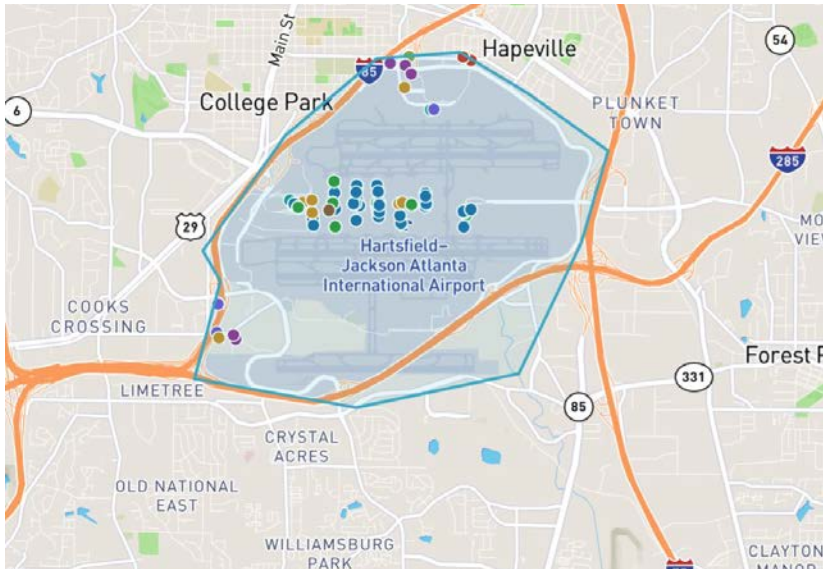 54
Main St
Hapeville
85
College Park
PLUNKET
TOWN
6
285
29
Hartsfield–
Jackson Atlanta
International Airport
COOKS
CROSSING
Forest
LIMETREE
331
85
CRYSTAL
ACRES
OLD NATIONAL
EAST
WILLIAMSBURG
PARK
CLAYTON